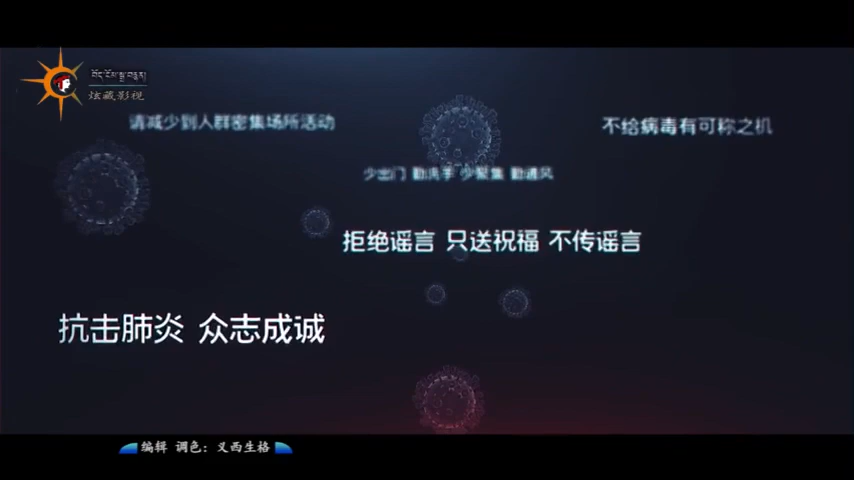 炫藏影视
请减少到人群密集场所活动
不给病毒有可称之机
少出门 勤洗手 少聚集 勤通风
拒绝谣言 只送祝福 不传谣言
抗击肺炎 众志成诚
编辑 调色：义西生格